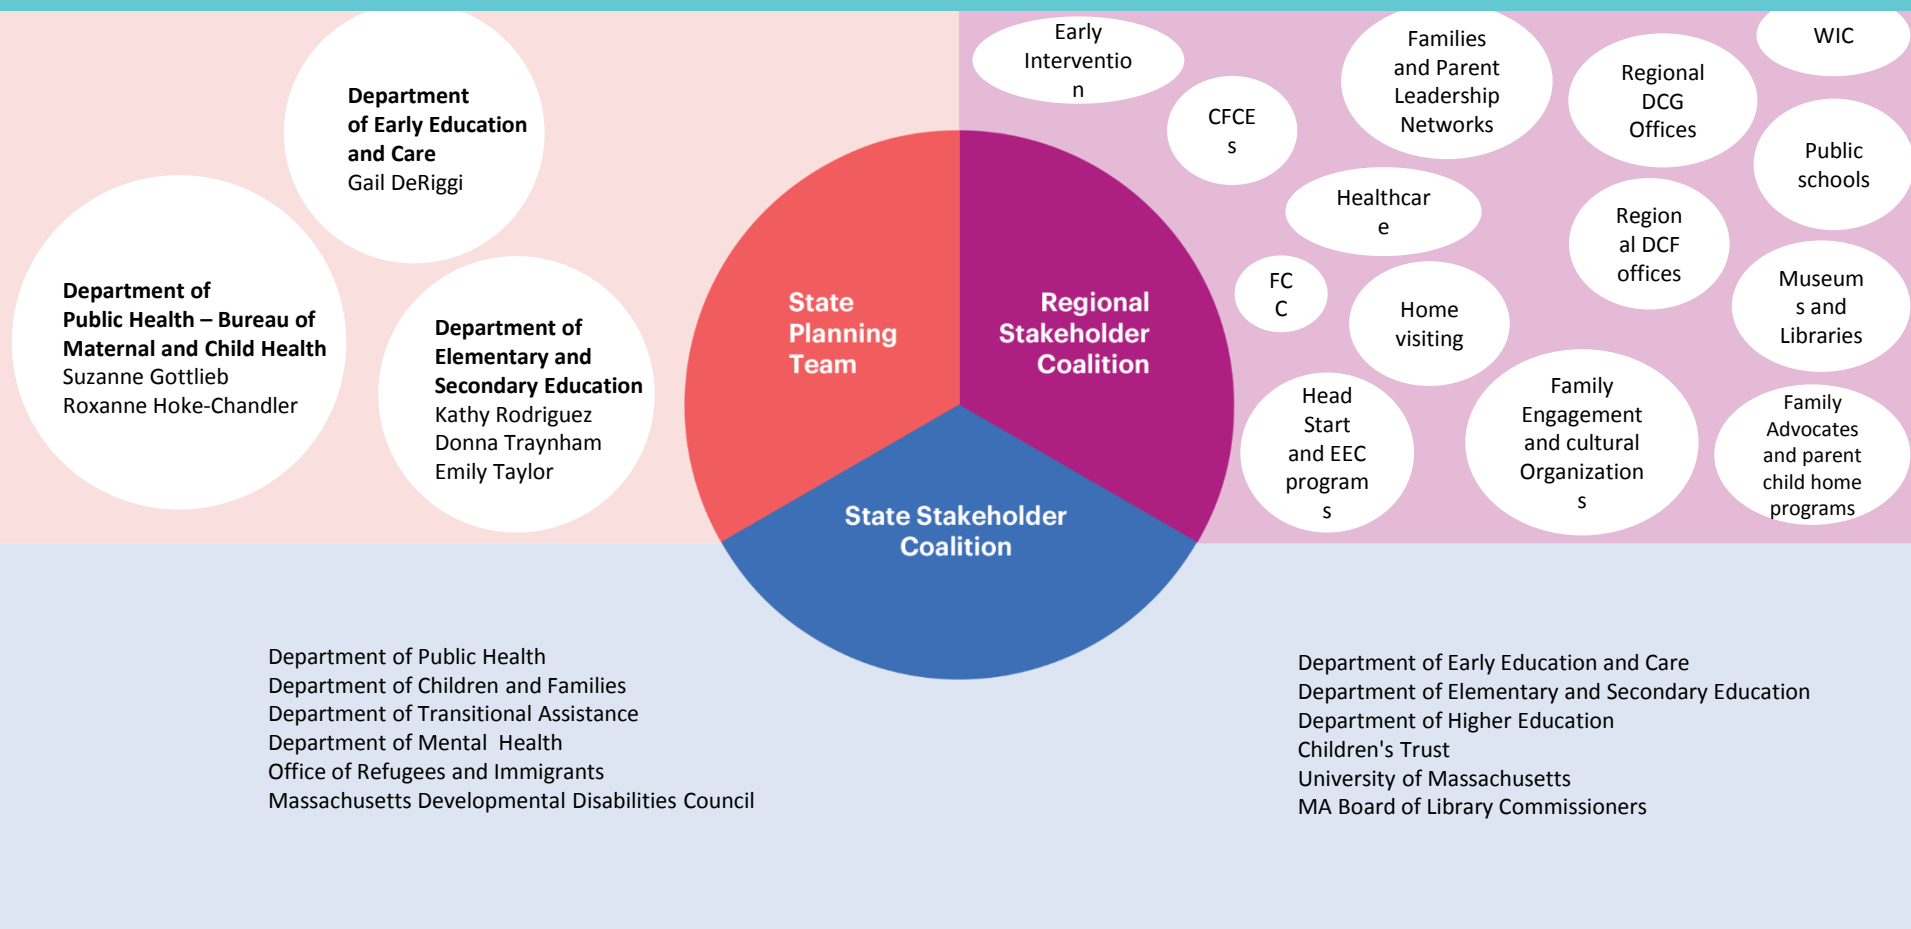 Department
of Early Education
and Care
Gail DeRiggi
Department of
Public Health – Bureau of
Maternal and Child Health
Suzanne Gottlieb
Roxanne Hoke-Chandler
Department of
Elementary and
Secondary Education
Kathy Rodriguez
Donna Traynham
Emily Taylor
State
Planning
Team
Regional
Stakeholder
Coalition
State Stakeholder
Coalition
Early
Interventio
n
CFCE
s
Families
and Parent
Leadership
Networks
Regional
DCG
Offices
WIC
Public
schools
Healthcar
e
Region
al DCF
offices
FC
C
Home
visiting
Museum
s and
Libraries
Head
Start
and EEC
program
s
Family
Engagement
and cultural
Organization
s
Family
Advocates
and parent
child home
programs
Department of Public Health
Department of Children and Families
Department of Transitional Assistance
Department of Mental  Health
Office of Refugees and Immigrants
Massachusetts Developmental Disabilities Council
Department of Early Education and Care
Department of Elementary and Secondary Education
Department of Higher Education
Children's Trust
University of Massachusetts
MA Board of Library Commissioners